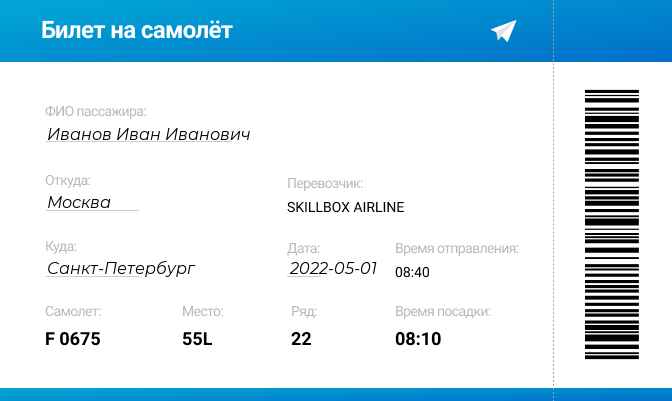 Билет на самолёт
ФИО пассажира:
Иванов Иван Иванович
Откуда:
Перевозчик:
Москва
SKILLBOX AIRLINE
Куда:
Дата:
Время отправления:
Санкт-Петербург
2022-05-01
08:40
Самолет:
Место:
Ряд:
Время посадки:
F 0675
55L
22
08:10